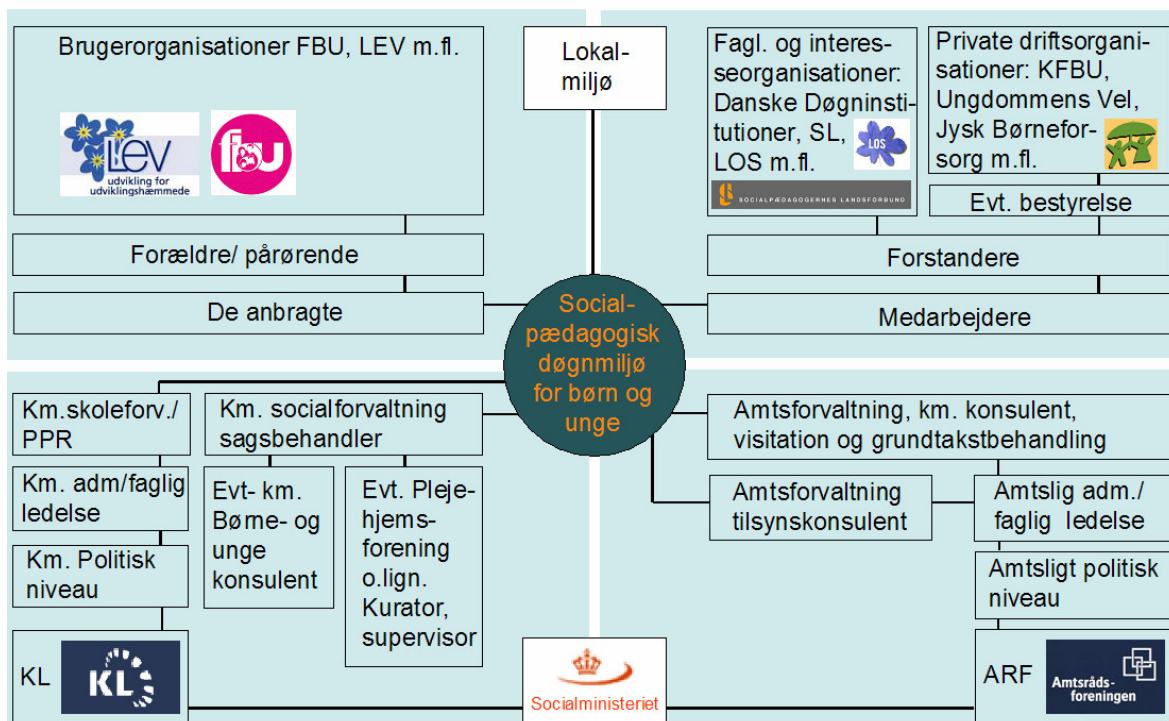 Brugerorganisationer FBU, LEV m.fl.
LEV
udvikling for
udviklingshæmmede
fbu
Forældre/ pårørende
De anbragte
Lokal-
miljø
Fagl. og interes-
seorganisationer:
Danske Døgninsti-
tutioner, SL,
LOS m.fl.
LOS
SOCIALPÆDAGOGERNES LANDSFORBUND
Private driftsorgani-
sationer: KFBU,
Ungdommens Vel,
Jysk Børnefor-
sorg m.fl.
Evt. bestyrelse
Forstandere
Medarbejdere
Social-
pædagogisk
døgnmiljø
for børn og
unge
Km.skoleforv./
PPR
Km. adm/faglig
ledelse
Km. Politisk
niveau
KL
KL
Km. socialforvaltning
sagsbehandler
Evt- km.
Børne- og
unge
konsulent
Evt. Pleje-
hjems-
forening
o.lign.
Kurator,
supervisor
Amtsforvaltning, km. konsulent,
visitation og grundtakstbehandling
Amtsforvaltning
tilsynskonsulent
Amtslig adm./
faglig ledelse
Amtsligt politisk
niveau
ARF
Amtsråds-
foreningen
Socialministeriet